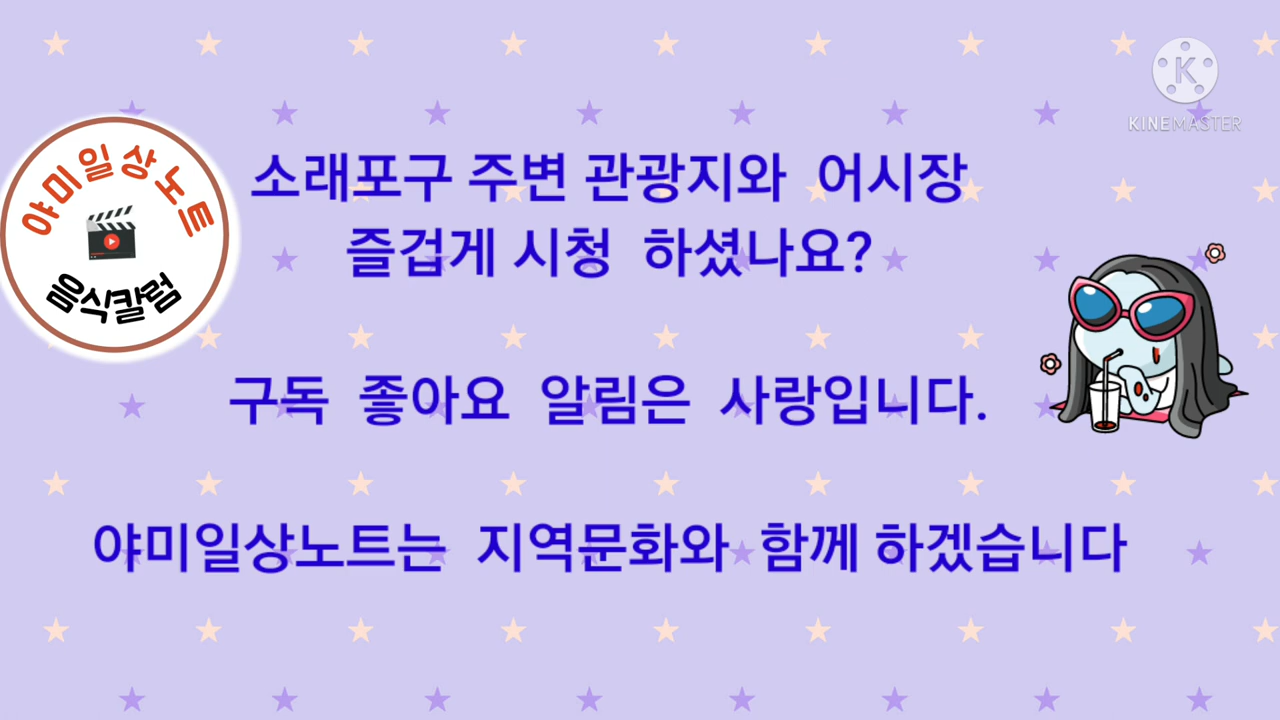 KINEMASTER
야미일상노트
음식칼럼
소래포구 주변 관광지와 어시장
즐겁게 시청 하셨나요?
구독 좋아요 알림은 사랑입니다.
야미일상노트는 지역문화와 함께 하겠습니다